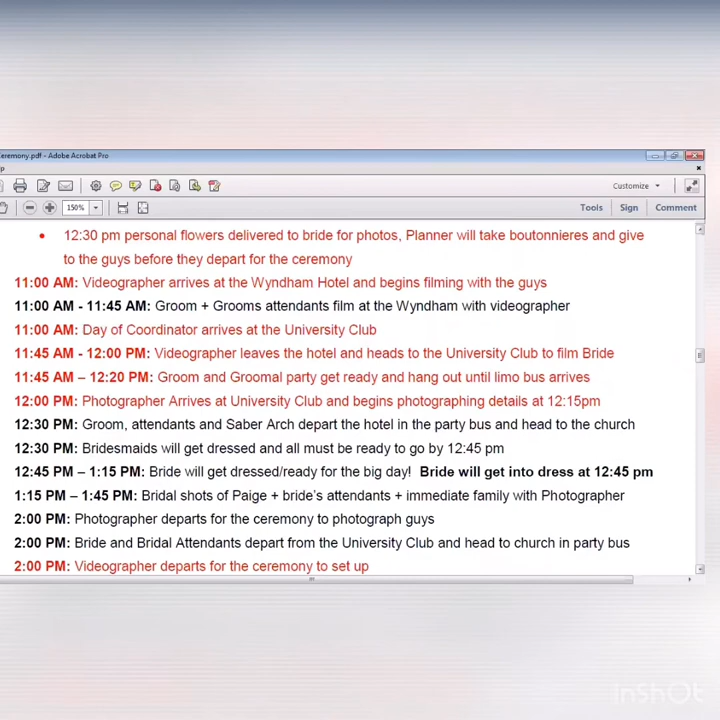 eremony.pdf - Adobe Acrobat Pro
p
Customize
150%
Tools Sign Comment
• 12:30 pm personal flowers delivered to bride for photos, Planner will take boutonnieres and give
to the guys before they depart for the ceremony
11:00 AM: Videographer arrives at the Wyndham Hotel and begins filming with the guys
11:00 AM - 11:45 AM: Groom + Grooms attendants film at the Wyndham with videographer
11:00 AM: Day of Coordinator arrives at the University Club
11:45 AM - 12:00 PM: Videographer leaves the hotel and heads to the University Club to film Bride
11:45 AM – 12:20 PM: Groom and Groomal party get ready and hang out until limo bus arrives
12:00 PM: Photographer Arrives at University Club and begins photographing details at 12:15pm
12:30 PM: Groom, attendants and Saber Arch depart the hotel in the party bus and head to the church
12:30 PM: Bridesmaids will get dressed and all must be ready to go by 12:45 pm
12:45 PM – 1:15 PM: Bride will get dressed/ready for the big day! Bride will get into dress at 12:45 pm
1:15 PM – 1:45 PM: Bridal shots of Paige + bride's attendants + immediate family with Photographer
2:00 PM: Photographer departs for the ceremony to photograph guys
2:00 PM: Bride and Bridal Attendants depart from the University Club and head to church in party bus
2:00 PM: Videographer departs for the ceremony to set up
InShOt